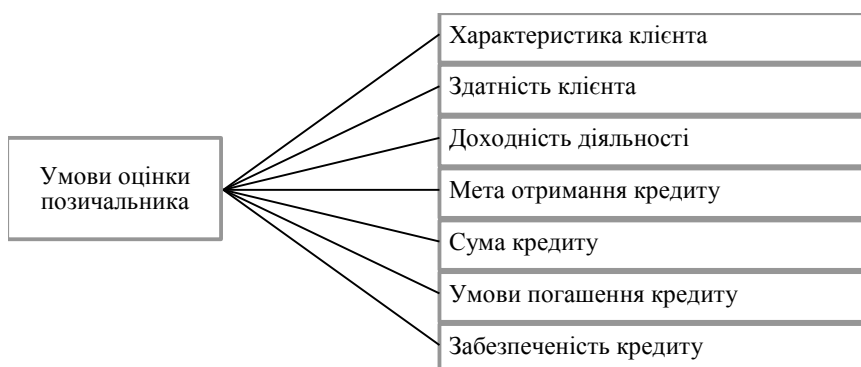 Умови оцінки
позичальника
Характеристика клієнта
Здатність клієнта
Доходність діяльності
Мета отримання кредиту
Сума кредиту
Умови погашення кредиту
Забезпеченість кредиту